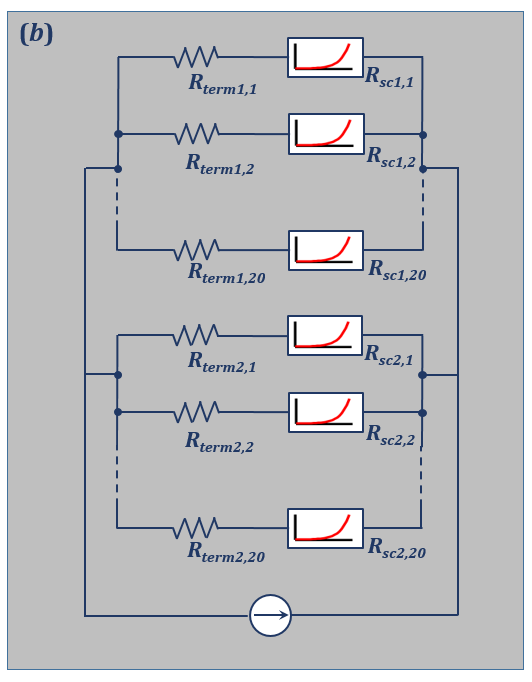 (b)
Rterm1,1
Rsc1,1
Rterm1,2
Rsc1,2
Rterm1,20
Rsc1,20
Rterm2,1
Rsc2,1
Rterm2,2
Rsc2,2
Rterm2,20
Rsc2,20